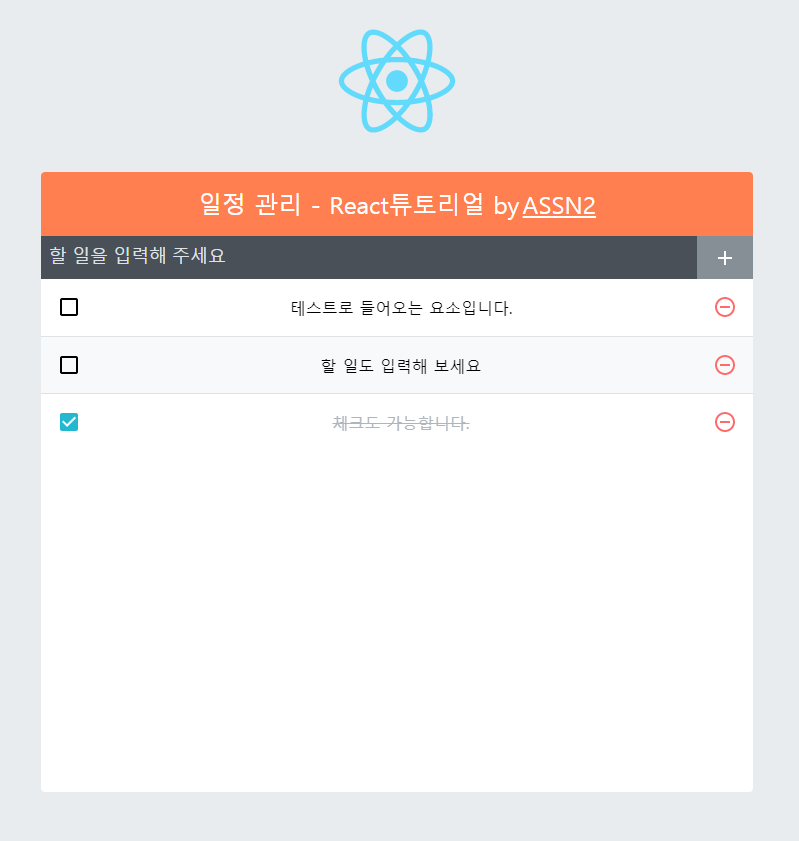 일정 관리 - React튜토리얼 by ASSN2
할 일을 입력해 주세요
테스트로 들어오는 요소입니다.
할 일도 입력해 보세요
체크도 가능합니다.